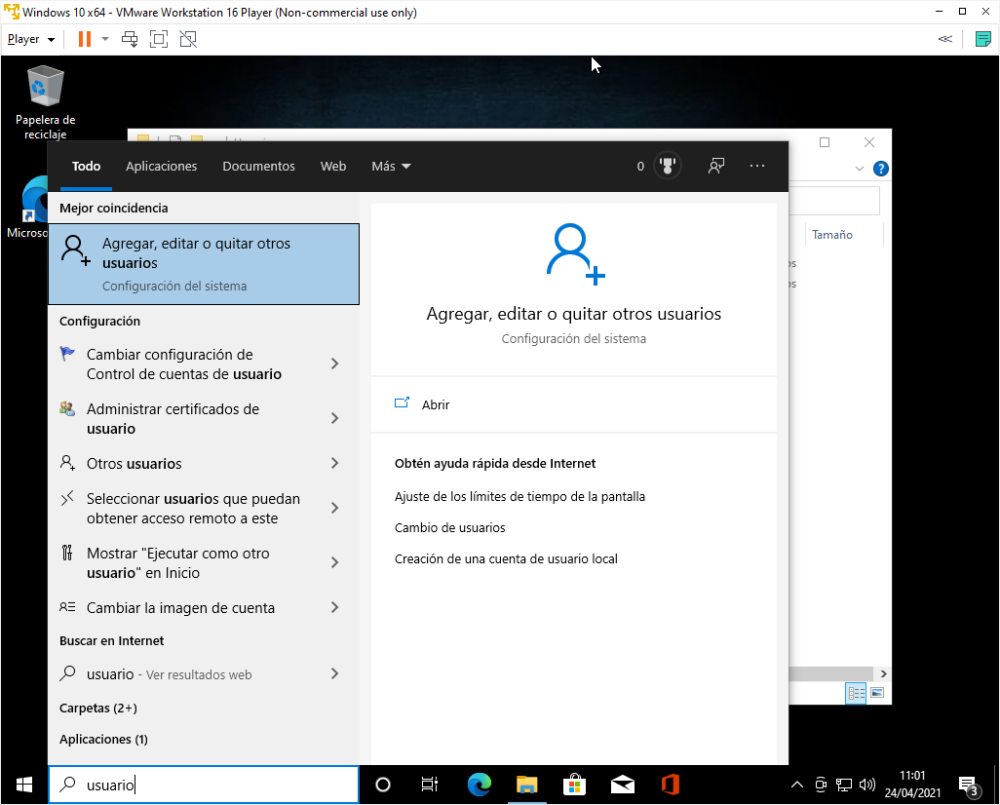 Windows 10 x64 - VMware Workstation 16 Player (Non-commercial use only)
Player
Papelera de
reciclaje
Todo
Aplicaciones
Documentos
Web
Más
0
Mejor coincidencia
Agregar, editar o quitar otros
usuarios
Configuración del sistema
Configuración
Cambiar configuración de
Control de cuentas de usuario
Administrar certificados de
usuario
Otros usuarios
Seleccionar usuarios que puedan
obtener acceso remoto a este
Mostrar "Ejecutar como otro
usuario" en Inicio
Cambiar la imagen de cuenta
Buscar en Internet
usuario - Ver resultados web
Carpetas (2+)
Aplicaciones (1)
Agregar, editar o quitar otros usuarios
Configuración del sistema
Abrir
Obtén ayuda rápida desde Internet
Ajuste de los límites de tiempo de la pantalla
Cambio de usuarios
Creación de una cuenta de usuario local
Tamaño
usuario
11:01
24/04/2021
3